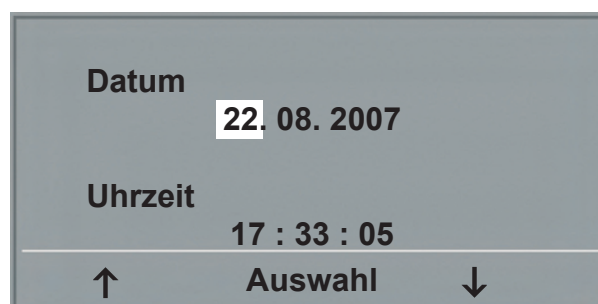 Datum
22. 08. 2007
Uhrzeit
17 : 33 : 05
↑ Auswahl ↓